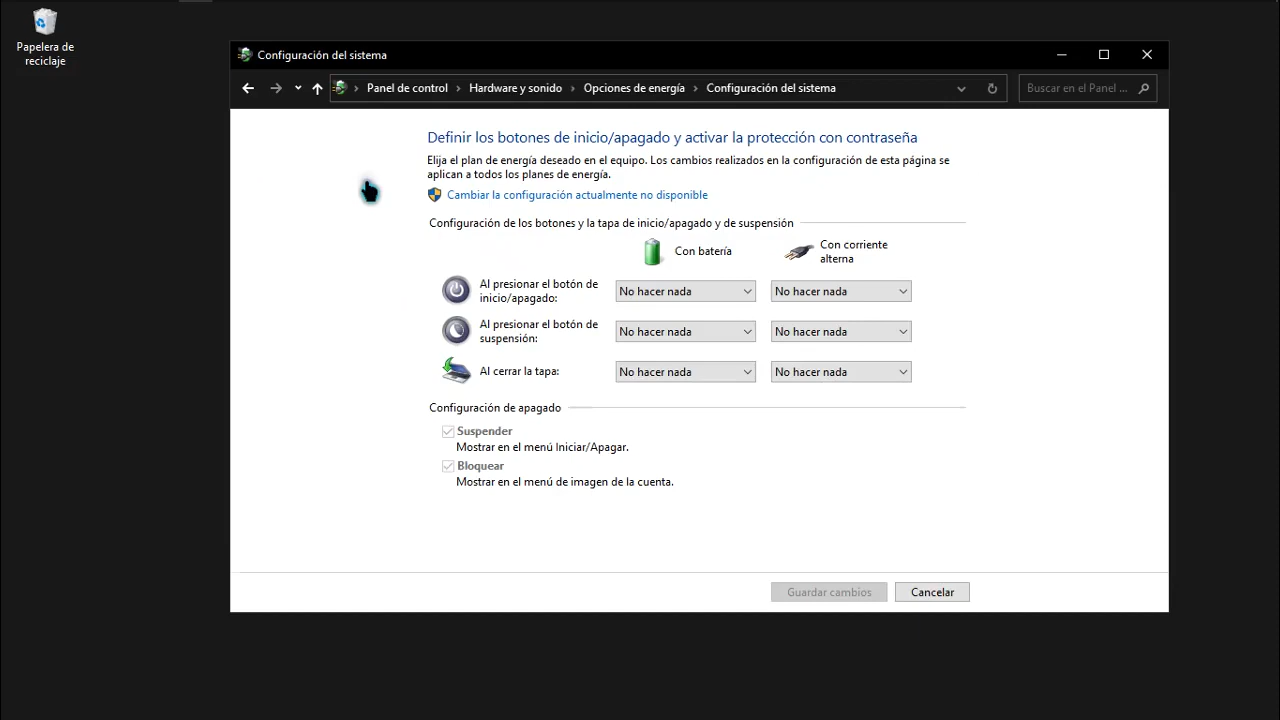 Papelera de
reciclaje
Configuración del sistema
Panel de control > Hardware y sonido > Opciones de energía > Configuración del sistema
Buscar en el Panel ...
Definir los botones de inicio/apagado y activar la protección con contraseña
Elija el plan de energía deseado en el equipo. Los cambios realizados en la configuración de esta página se
aplican a todos los planes de energía.
Cambiar la configuración actualmente no disponible
Configuración de los botones y la tapa de inicio/apagado y de suspensión
Con batería
Con corriente
alterna
Al presionar el botón de
inicio/apagado:
No hacer nada
No hacer nada
Al presionar el botón de
suspensión:
No hacer nada
No hacer nada
Al cerrar la tapa:
No hacer nada
No hacer nada
Configuración de apagado
Suspender
Mostrar en el menú Iniciar/Apagar.
Bloquear
Mostrar en el menú de imagen de la cuenta.
Guardar cambios
Cancelar